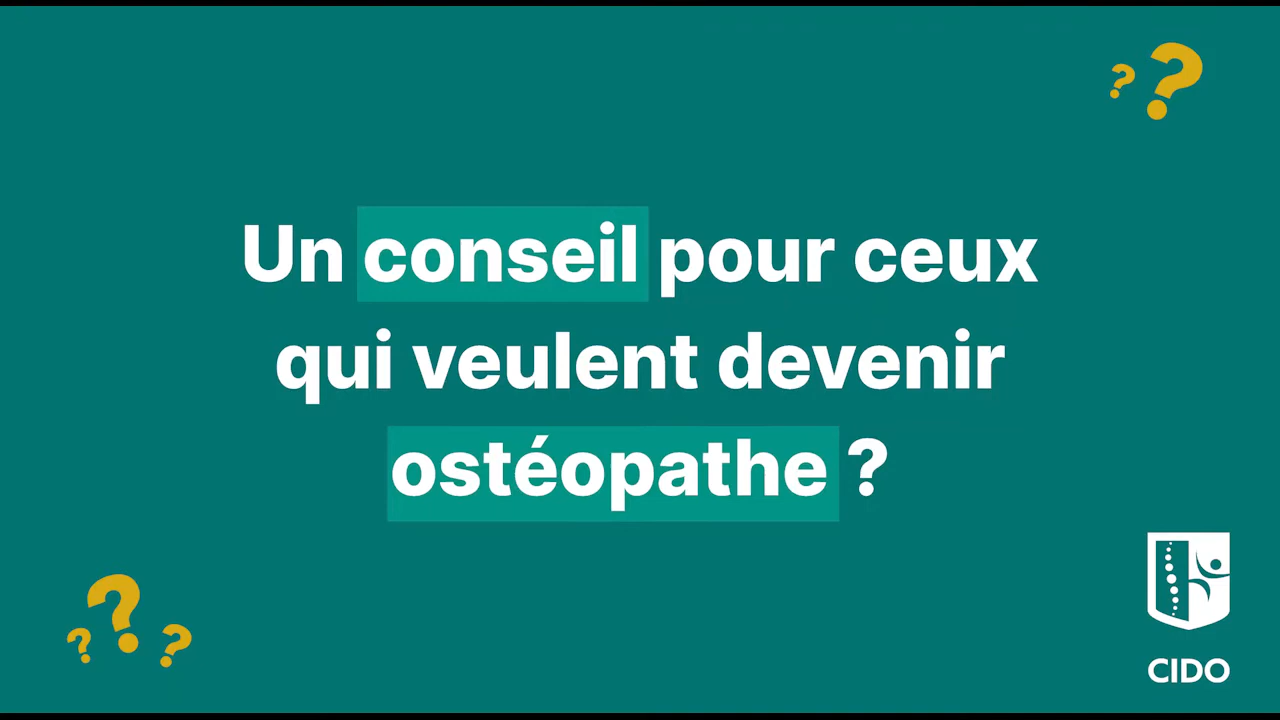 Un conseil pour ceux
qui veulent devenir
ostéopathe ?
CIDO